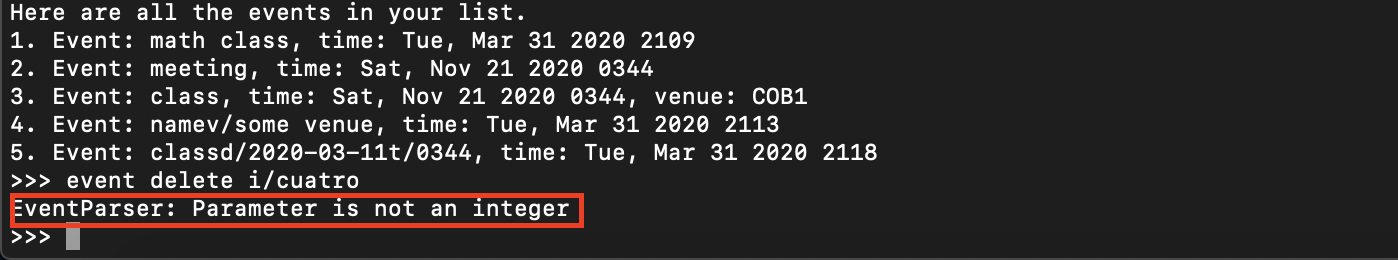 Here are all the events in your list.
1. Event: math class, time: Tue, Mar 31 2020 2109
2. Event: meeting, time: Sat, Nov 21 2020 0344
3. Event: class, time: Sat, Nov 21 2020 0344, venue: COB1
4. Event: namev/some venue, time: Tue, Mar 31 2020 2113
5. Event: classd/2020-03-11t/0344, time: Tue, Mar 31 2020 2118
>>> event delete i/cuatro
EventParser: Parameter is not an integer
>>>